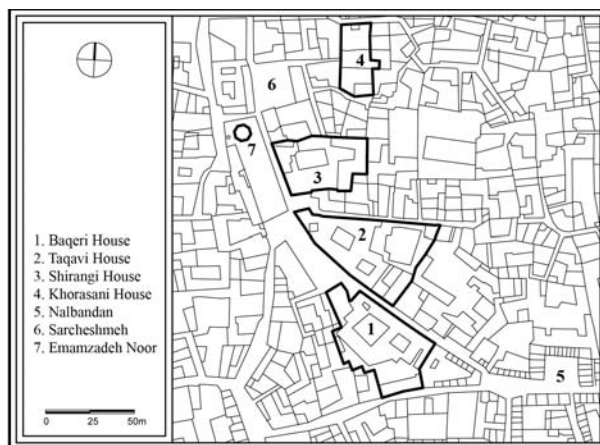 1. Baqeri House
2. Taqavi House
3. Shirangi House
4. Khorasani House
5. Nalbandan
6. Sarcheshmeh
7. Emamzadeh Noor
0 25 50m
4
6
7
3
2
1
5